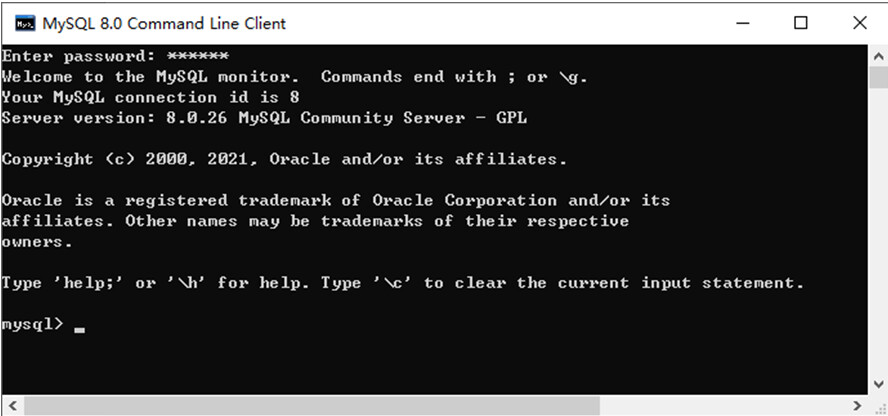 MySQL 8.0 Command Line Client
Enter password: ******
Welcome to the MySQL monitor.  Commands end with ; or \g.
Your MySQL connection id is 8
Server version: 8.0.26 MySQL Community Server - GPL
Copyright (c) 2000, 2021, Oracle and/or its affiliates.
Oracle is a registered trademark of Oracle Corporation and/or its
affiliates. Other names may be trademarks of their respective
owners.
Type 'help;' or '\h' for help. Type '\c' to clear the current input statement.
mysql> _